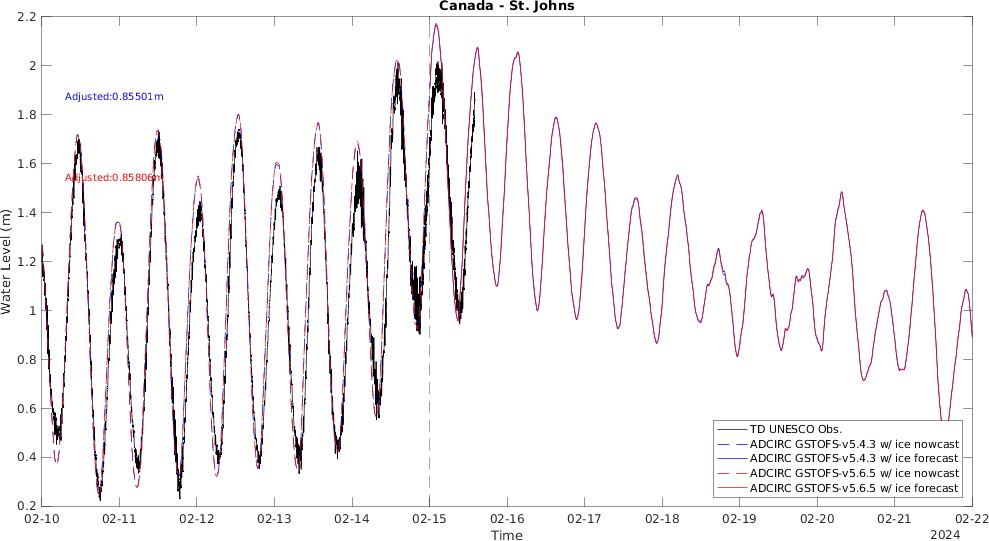 Canada - St. Johns
Water Level (m)
2.2
2
1.8
1.6
1.4
1.2
1
0.8
0.6
0.4
0.2
Adjusted:0.85501m
Adjusted:0.85806m
TD UNESCO Obs.
ADCIRC GSTOFS-v5.4.3 w/ ice nowcast
ADCIRC GSTOFS-v5.4.3 w/ ice forecast
ADCIRC GSTOFS-v5.6.5 w/ ice nowcast
ADCIRC GSTOFS-v5.6.5 w/ ice forecast
02-10 02-11 02-12 02-13 02-14 02-15 02-16 02-17 02-18 02-19 02-20 02-21 02-22
Time
2024